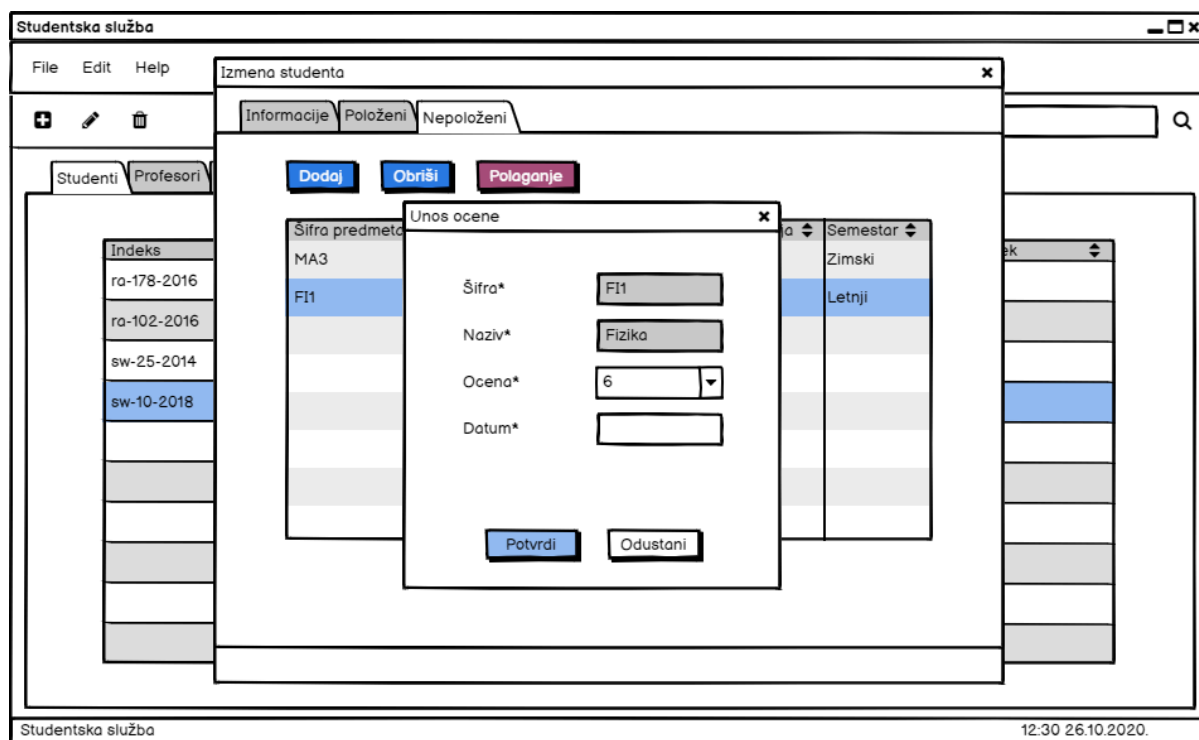 Studentska služba
File Edit Help
Izmena studenta
Informacije Položeni Nepoloženi
Studenti Profesori
Dodaj Obriši Polaganje
Unos ocene
Šifra predmeta Semestar
Indeks
MA3 Zimski
ra-178-2016
Šifra* FI1
FI1 Letnji
ra-102-2016
Naziv* Fizika
sw-25-2014
Ocena* 6
sw-10-2018
Datum*
Potvrdi Odustani
Studentska služba 12:30 26.10.2020.